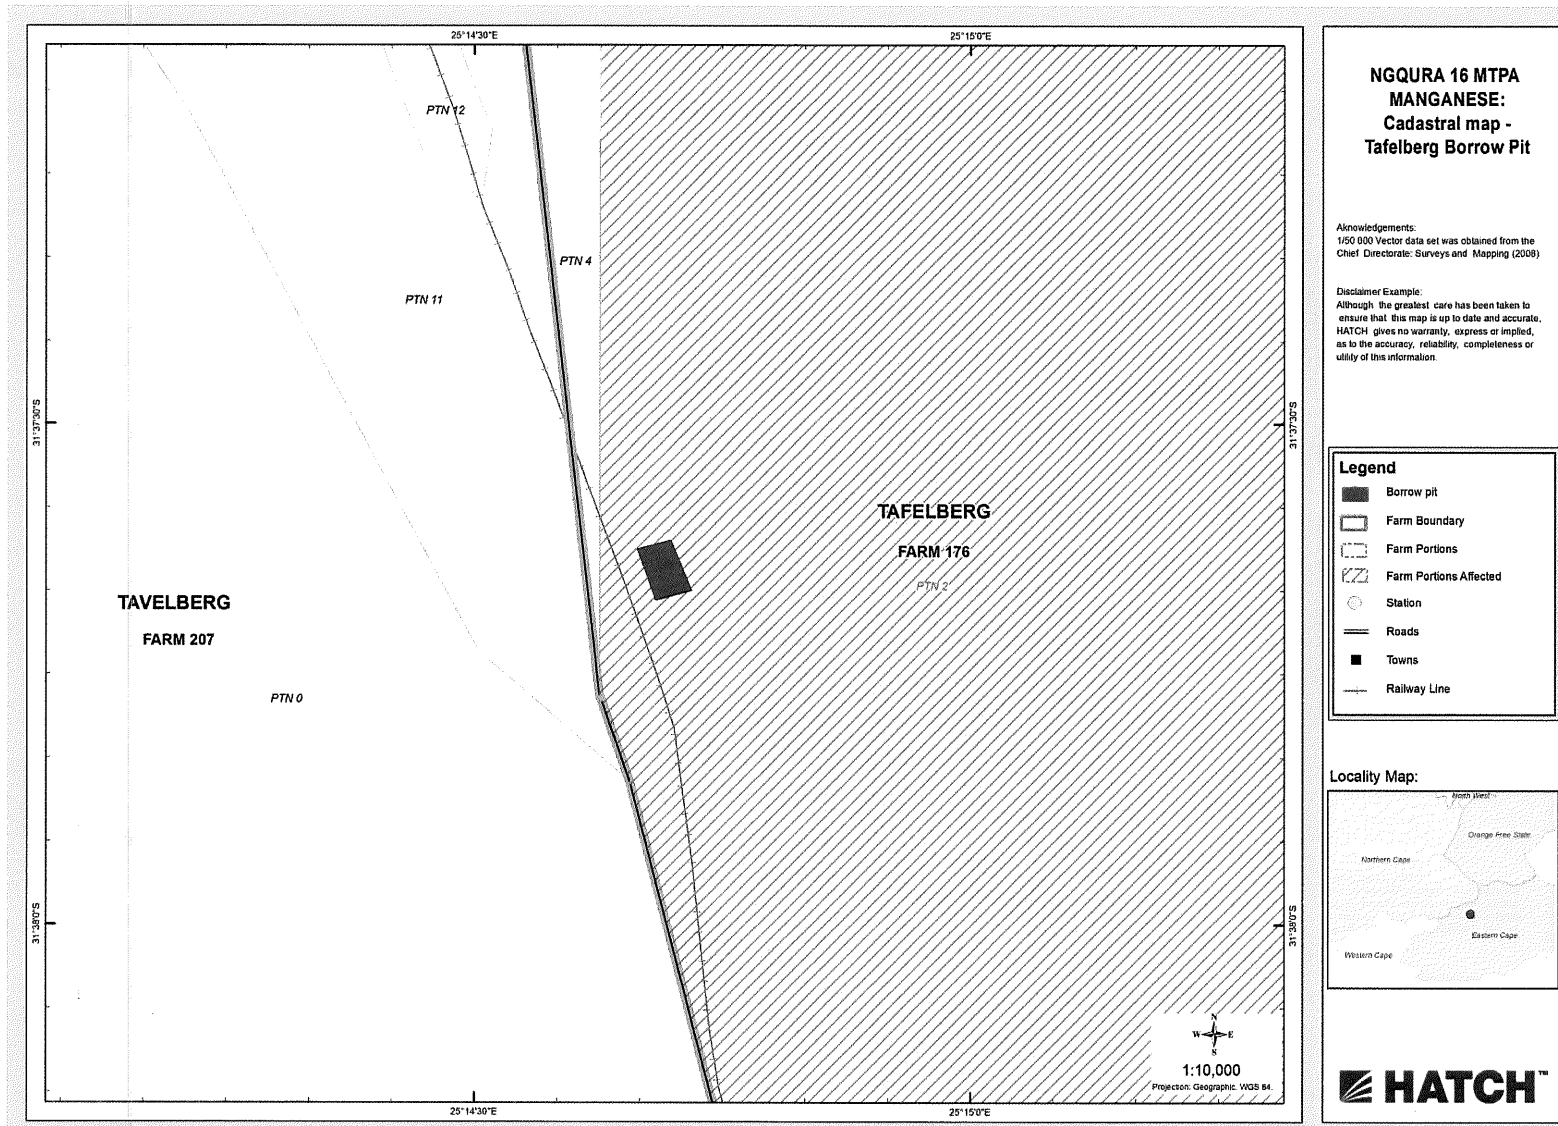 25°14'30"E
25°15'0"E
PTN 12
PTN 4
PTN 11
31°37'30"S
31°37'30"S
TAFELBERG
FARM 176
PTN 2
TAVELBERG
FARM 207
PTN 0
31°38'0"S
31°38'0"S
N
W E
S
1:10,000
Projection: Geographic. WGS 84.
25°14'30"E
25°15'0"E
NGQURA 16 MTPA
MANGANESE:
Cadastral map -
Tafelberg Borrow Pit
Aknowledgements:
1/50 000 Vector data set was obtained from the
Chief Directorate: Surveys and Mapping (2006)
Disclaimer Example:
Although the greatest care has been taken to
ensure that this map is up to date and accurate,
HATCH gives no warranty, express or implied,
as to the accuracy, reliability, completeness or
utility of this information.
Legend
Borrow pit
Farm Boundary
Farm Portions
Farm Portions Affected
Station
Roads
Towns
Railway Line
Locality Map:
North West
Orange Free State
Northern Cape
Eastern Cape
Western Cape
HATCH™